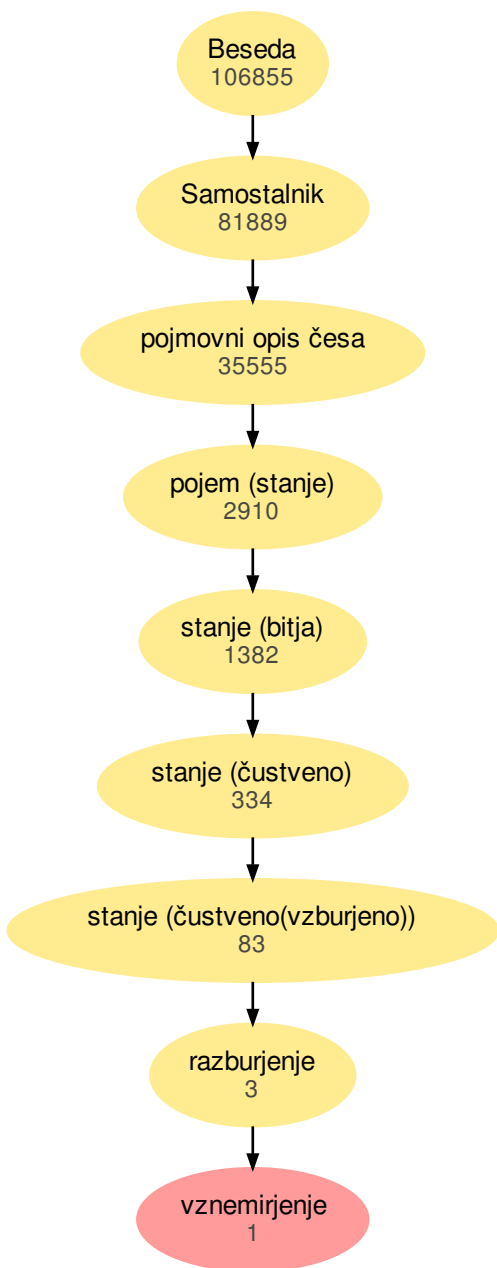 Beseda
106855
Samostalnik
81889
pojmovni opis česa
35555
pojem (stanje)
2910
stanje (bitja)
1382
stanje (čustveno)
334
stanje (čustveno(vzburjeno))
83
razburjenje
3
vznemirjenje
1